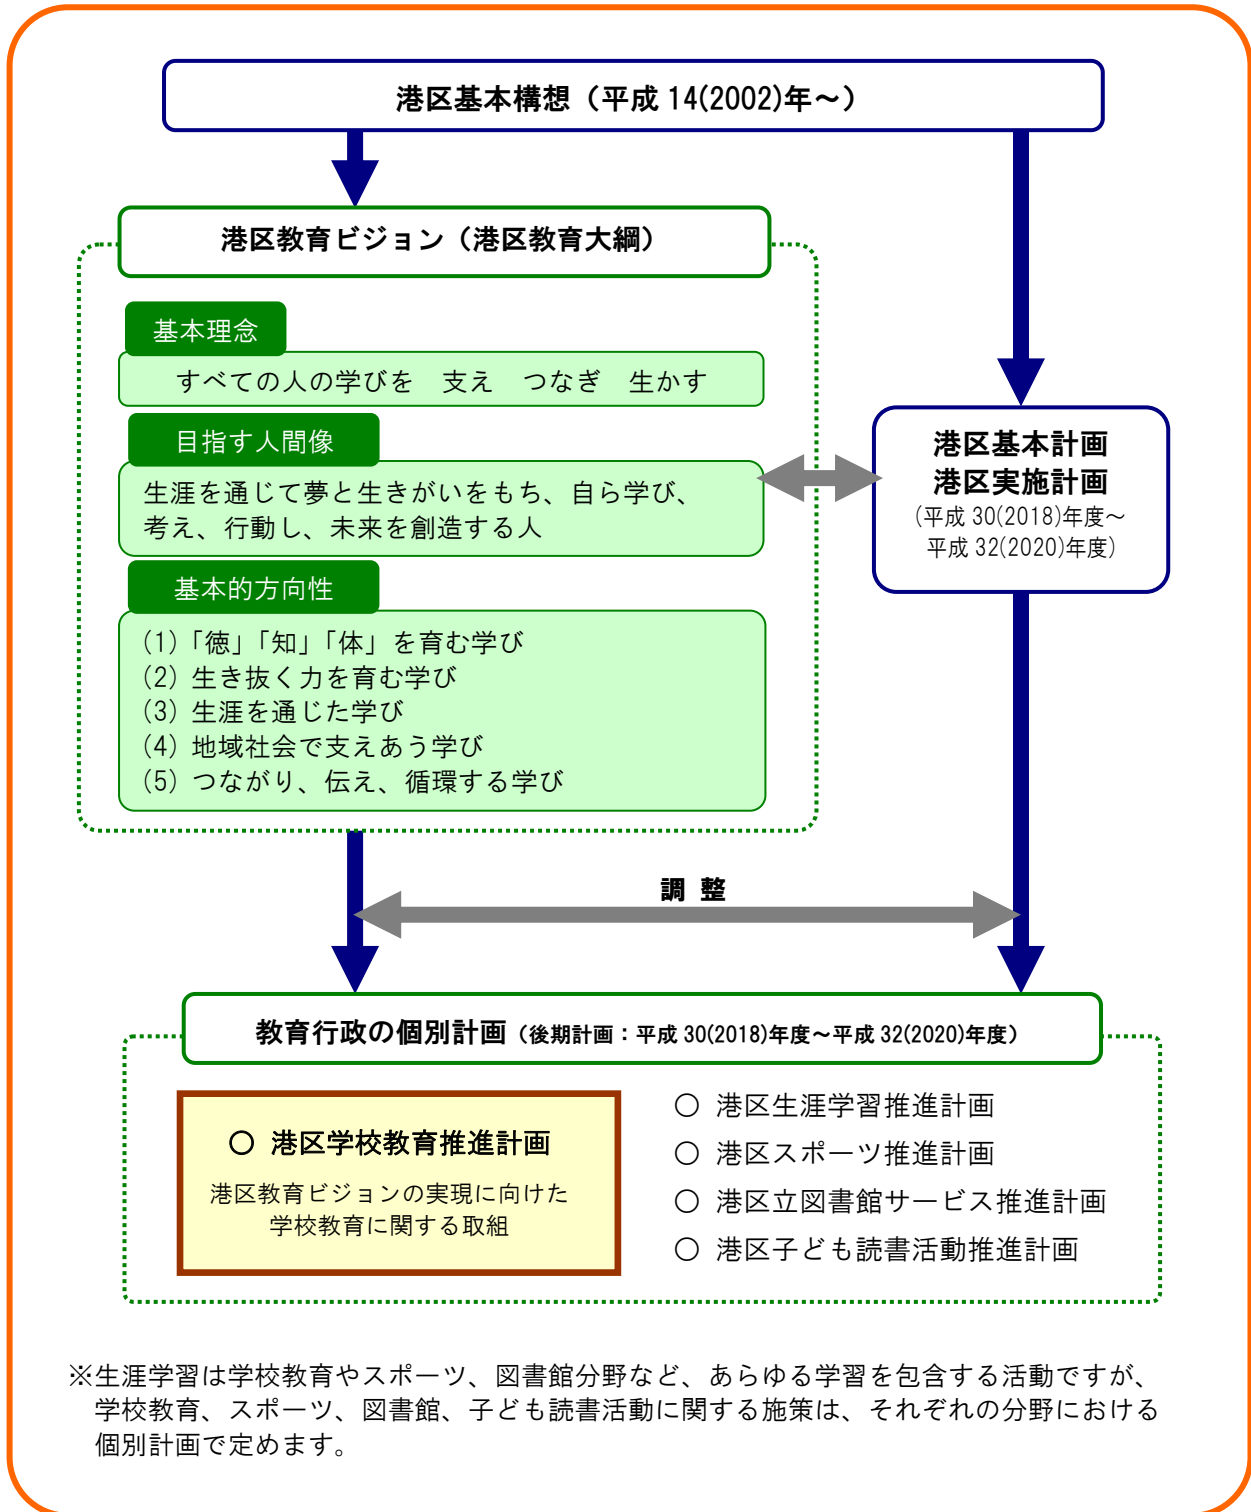 港区基本構想（平成 14(2002)年～）
港区教育ビジョン（港区教育大綱）
基本理念
すべての人の学びを　支え　つなぎ　生かす
目指す人間像
生涯を通じて夢と生きがいをもち、自ら学び、
考え、行動し、未来を創造する人
基本的方向性
(1)「徳」「知」「体」を育む学び
(2) 生き抜く力を育む学び
(3) 生涯を通じた学び
(4) 地域社会で支えあう学び
(5) つながり、伝え、循環する学び
港区基本計画
港区実施計画
(平成 30(2018)年度～
平成 32(2020)年度)
調 整
教育行政の個別計画（後期計画：平成 30(2018)年度～平成 32(2020)年度）
○ 港区学校教育推進計画
港区教育ビジョンの実現に向けた
学校教育に関する取組
○ 港区生涯学習推進計画
○ 港区スポーツ推進計画
○ 港区立図書館サービス推進計画
○ 港区子ども読書活動推進計画
※生涯学習は学校教育やスポーツ、図書館分野など、あらゆる学習を包含する活動ですが、
学校教育、スポーツ、図書館、子ども読書活動に関する施策は、それぞれの分野における
個別計画で定めます。